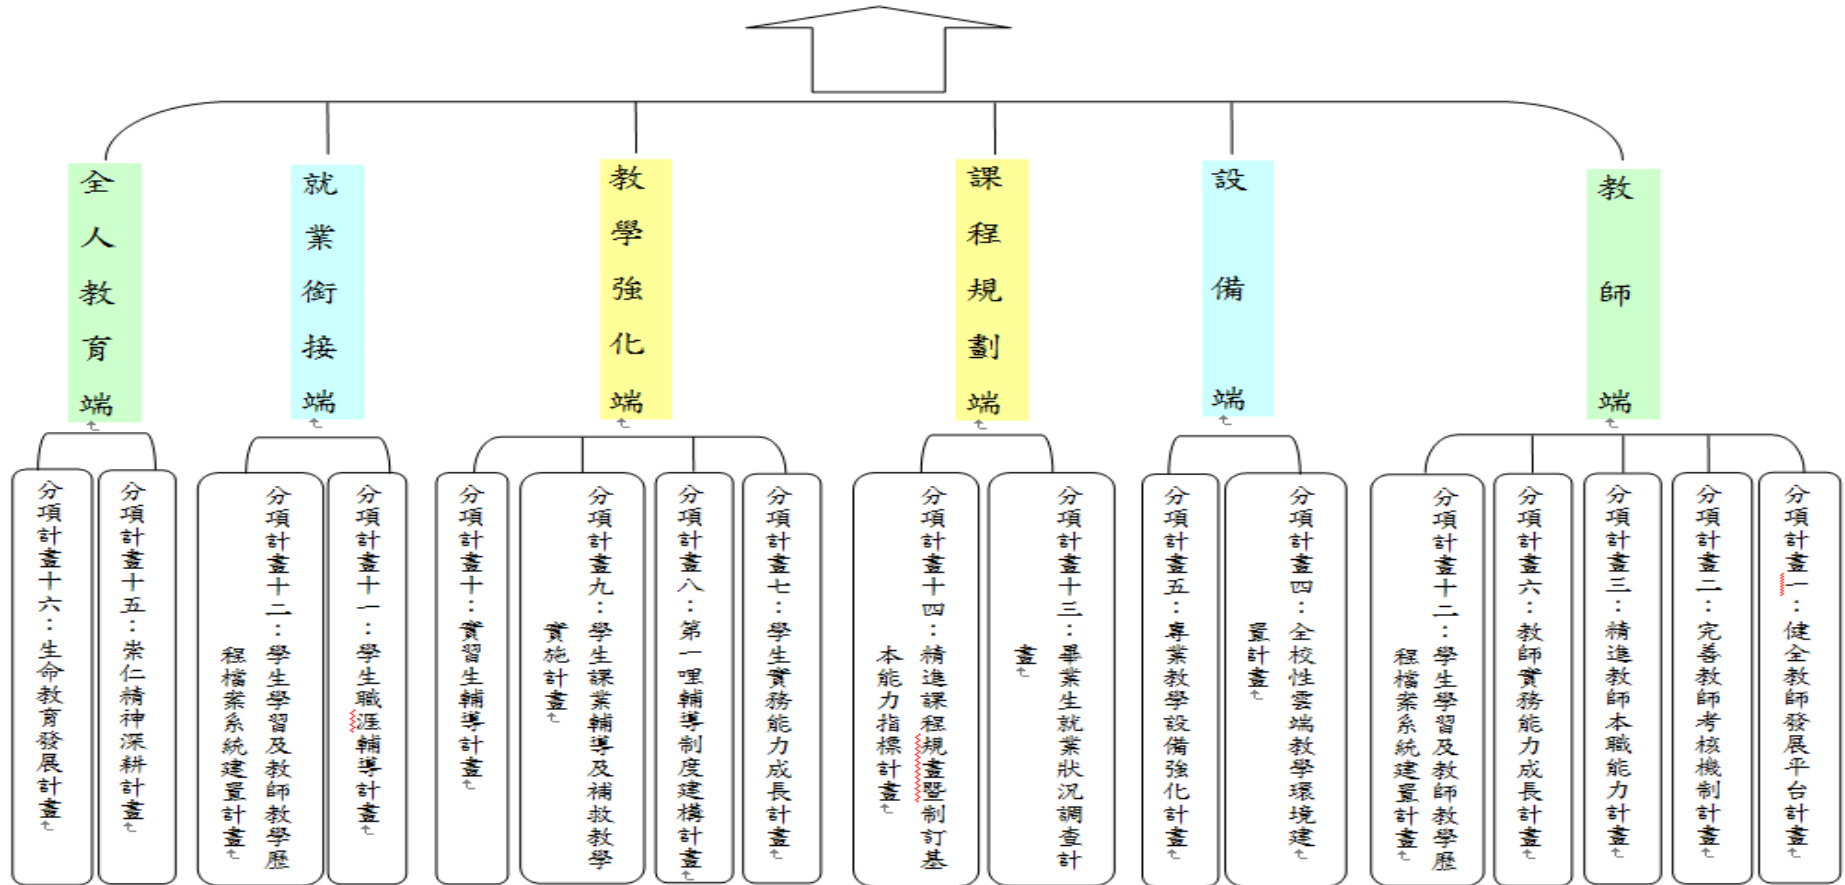 全人教育端
就業銜接端
教學強化端
課程規劃端
設備端
教師端
分項計畫十六：生命教育發展計畫
分項計畫十五：崇仁精神深耕計畫
分項計畫十二：學生學習及教師教學歷
程檔案系統建置計畫
分項計畫十一：學生職涯輔導計畫
分項計畫十：實習生輔導計畫
分項計畫九：學生課業輔導及補救教學
實施計畫
分項計畫八：第一哩輔導制度建構計畫
分項計畫七：學生實務能力成長計畫
分項計畫十四：精進課程規畫暨制訂基
本能力指標計畫
分項計畫十三：畢業生就業狀況調查計
畫
分項計畫五：專業教學設備強化計畫
分項計畫四：全校性雲端教學環境建
置計畫
分項計畫十二：學生學習及教師教學歷
程檔案系統建置計畫
分項計畫六：教師實務能力成長計畫
分項計畫三：精進教師本職能力計畫
分項計畫二：完善教師考核機制計畫
分項計畫一：健全教師發展平台計畫